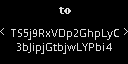 to
< TS5j9RxVDp2GhpLyC >
3bJipjGtbjwLYPbi4